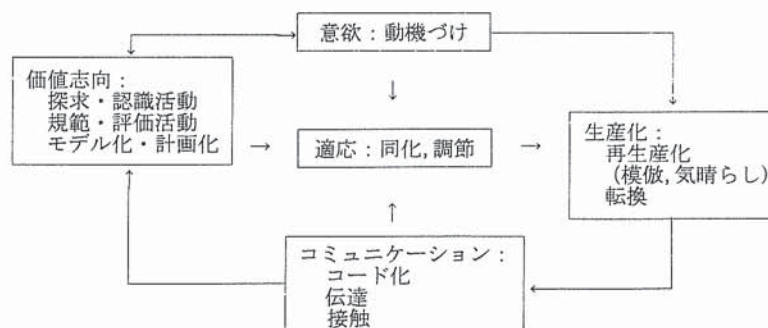 意欲：動機づけ
価値志向：
探求・認識活動
規範・評価活動
モデル化・計画化
適応：同化,調節
生産化：
再生産化
(模倣,気晴らし)
転換
コミュニケーション：
コード化
伝達
接触